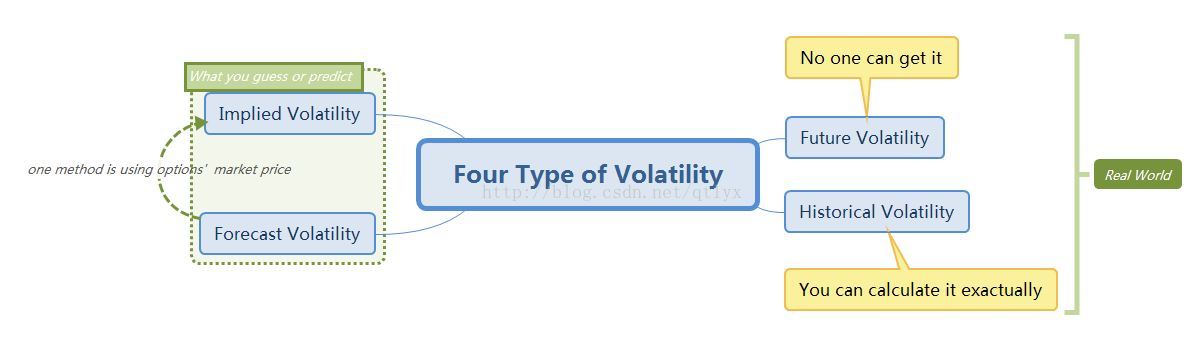 What you guess or predict
Implied Volatility
one method is using options' market price
Forecast Volatility
Four Type of Volatility
http://blog.csdn.net/qtlyx
No one can get it
Future Volatility
Historical Volatility
You can calculate it exactually
Real World